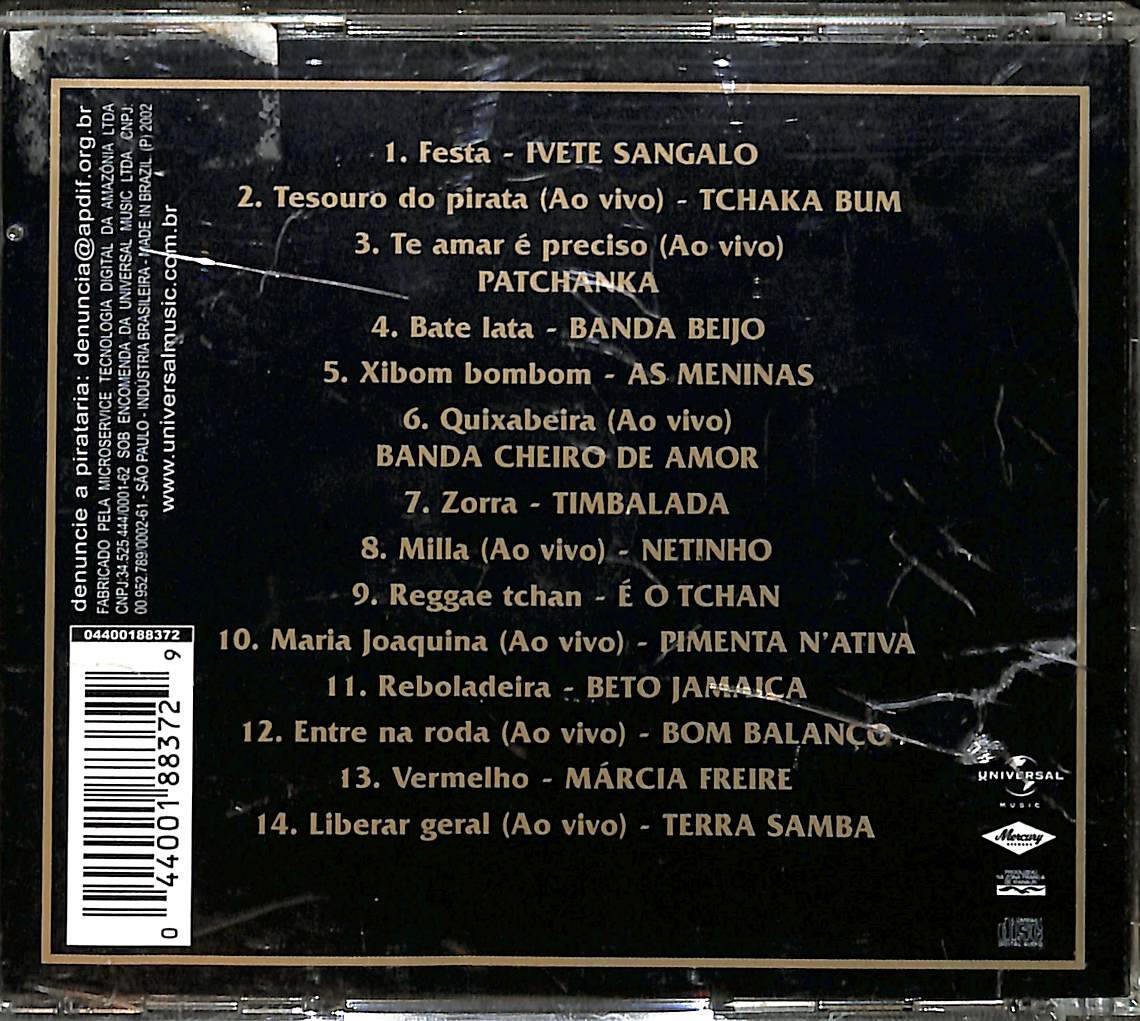 1. Festa - IVETE SANGALO
2. Tesouro do pirata (Ao vivo) - TCHAKA BUM
3. Te amar é preciso (Ao vivo)
PATCHANKA
4. Bate lata - BANDA BEIJO
5. Xibom bombom - AS MENINAS
6. Quixabeira (Ao vivo)
BANDA CHEIRO DE AMOR
7. Zorra - TIMBALADA
8. Milla (Ao vivo) - NETINHO
9. Reggae tchan - É O TCHAN
10. Maria Joaquina (Ao vivo) - PIMENTA N'ATIVA
11. Reboladeira - BETO JAMAICA
12. Entre na roda (Ao vivo) - BOM BALANÇO
13. Vermelho - MÁRCIA FREIRE
14. Liberar geral (Ao vivo) - TERRA SAMBA
denuncie a pirataria: denuncia@apdif.org.br
FABRICADO PELA MICROSERVICE TECNOLOGIA DIGITAL DA AMAZÔNIA LTDA
CNPJ:34.525.444/0001-62 SOB ENCOMENDA DA UNIVERSAL MUSIC LTDA CNPJ:
00.952.789/0002-61 - SÃO PAULO - INDÚSTRIA BRASILEIRA - MADE IN BRAZIL (P) 2002
www.universalmusic.com.br
04400188372
0 44001 88372 9
UNIVERSAL
MUSIC
Mercury